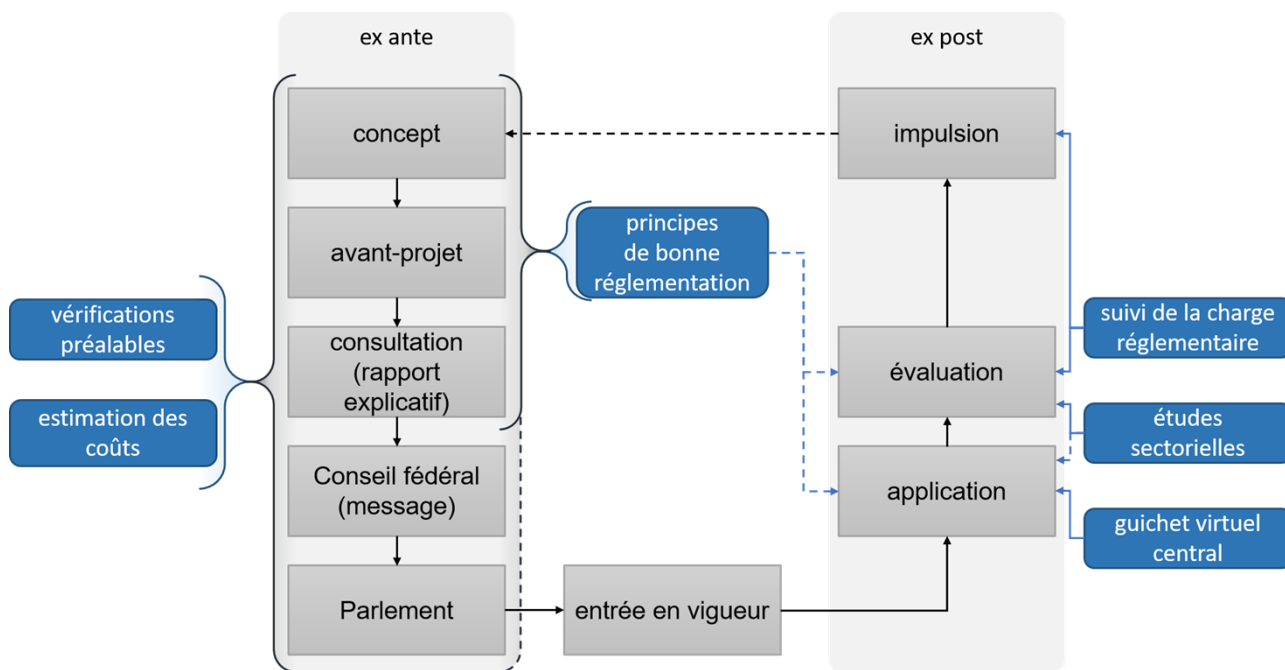 ex ante
ex post
concept
impulsion
avant-projet
principes
de bonne
réglementation
vérifications
préalables
consultation
(rapport
explicatif)
évaluation
suivi de la charge
réglementaire
estimation des
coûts
Conseil fédéral
(message)
application
études
sectorielles
guichet virtuel
central
Parlement
entrée en vigueur